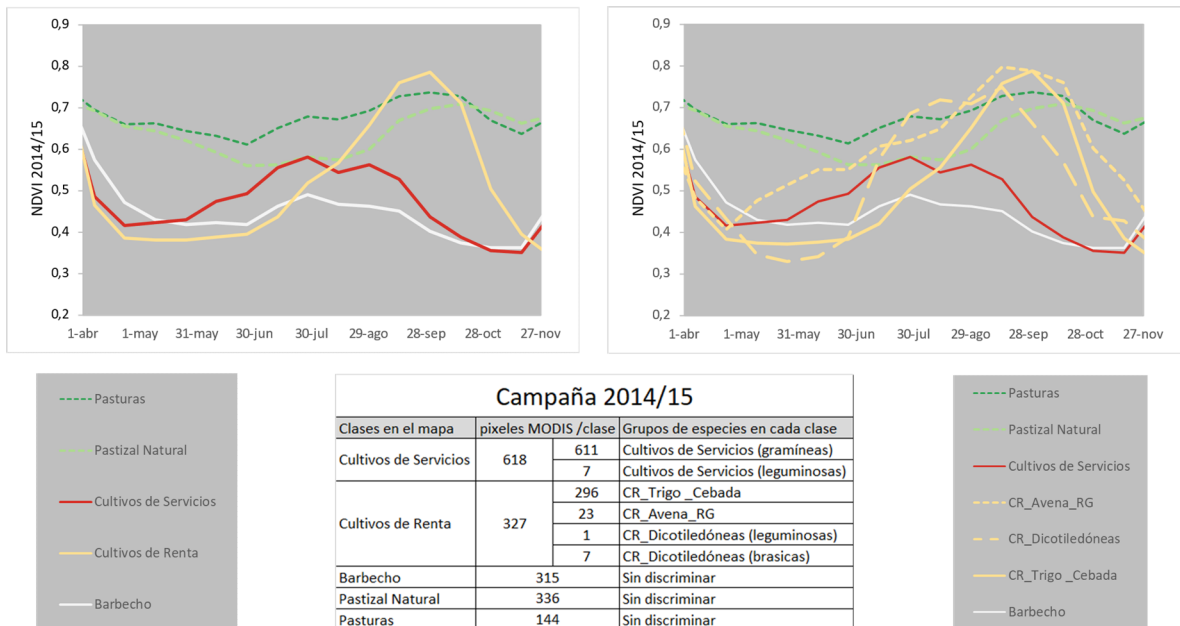 NDVI 2014/15
0,9
0,8
0,7
0,6
0,5
0,4
0,3
0,2
1-abr 1-may 31-may 30-jun 30-jul 29-ago 28-sep 28-oct 27-nov
NDVI 2014/15
0,9
0,8
0,7
0,6
0,5
0,4
0,3
0,2
1-abr 1-may 31-may 30-jun 30-jul 29-ago 28-sep 28-oct 27-nov
Pasturas
Pastizal Natural
Cultivos de Servicios
Cultivos de Renta
Barbecho
Campaña 2014/15
Clases en el mapa pixeles MODIS /clase Grupos de especies en cada clase
Cultivos de Servicios 618 611 Cultivos de Servicios (gramíneas)
7 Cultivos de Servicios (leguminosas)
Cultivos de Renta 327 296 CR_Trigo _Cebada
23 CR_Avena_RG
1 CR_Dicotiledóneas (leguminosas)
7 CR_Dicotiledóneas (brasicas)
Barbecho 315 Sin discriminar
Pastizal Natural 336 Sin discriminar
Pasturas 144 Sin discriminar
Pasturas
Pastizal Natural
Cultivos de Servicios
CR_Avena_RG
CR_Dicotiledóneas
CR_Trigo _Cebada
Barbecho